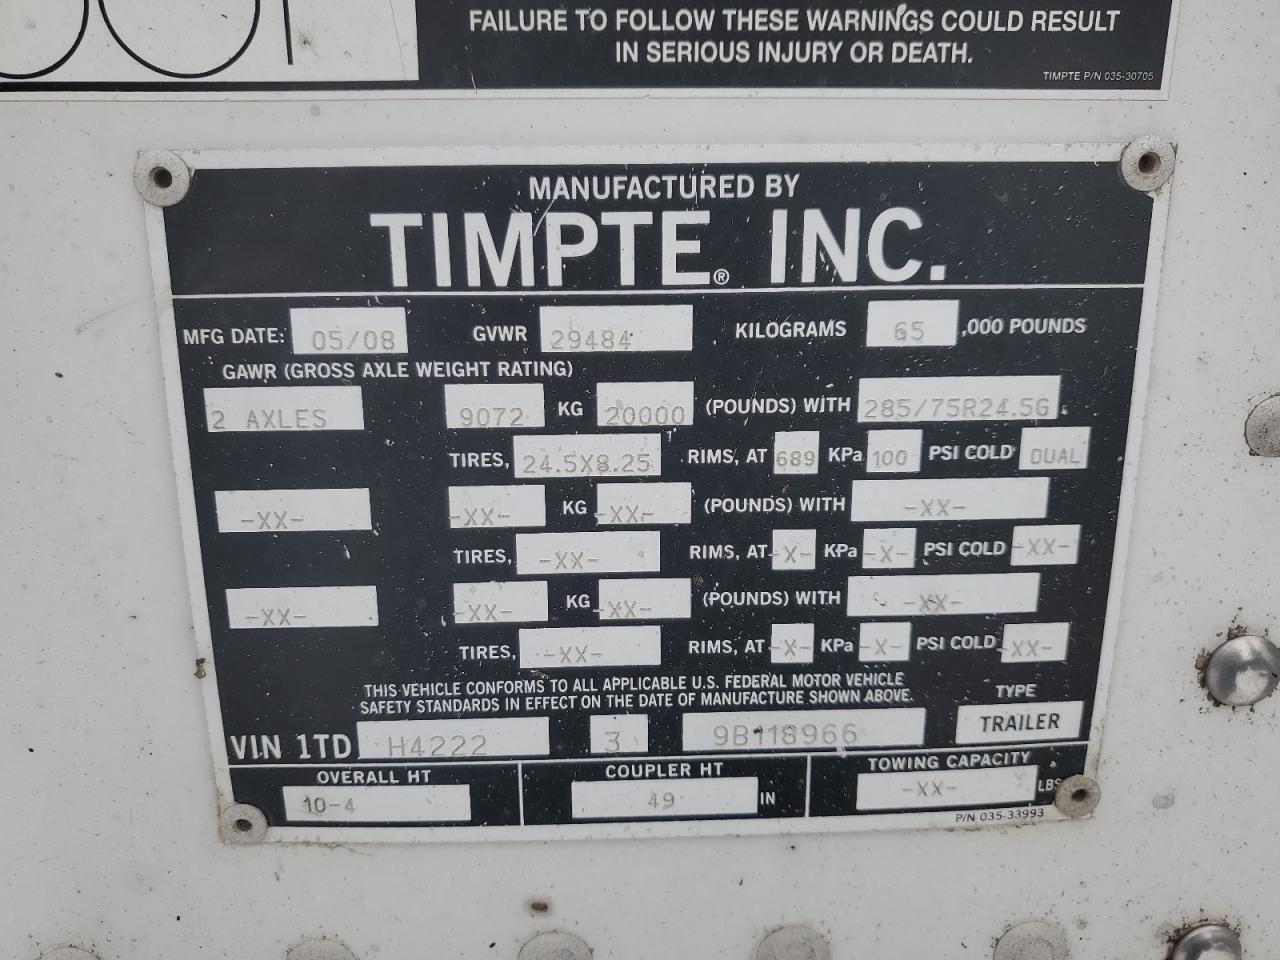 FAILURE TO FOLLOW THESE WARNINGS COULD RESULT
IN SERIOUS INJURY OR DEATH.
TIMPTE P/N 035-30705
MANUFACTURED BY
TIMPTE® INC.
MFG DATE: 05/08 GVWR 29484 KILOGRAMS 65 ,000 POUNDS
GAWR (GROSS AXLE WEIGHT RATING)
2 AXLES 9072 KG 20000 (POUNDS) WITH 285/75R24.5G
TIRES, 24.5X8.25 RIMS, AT 689 KPa 100 PSI COLD DUAL
-XX- -XX- KG -XX- (POUNDS) WITH -XX-
TIRES, -XX- RIMS, AT -X- KPa -X- PSI COLD -XX-
-XX- -XX- KG -XX- (POUNDS) WITH -XX-
TIRES, -XX- RIMS, AT -X- KPa -X- PSI COLD -XX-
THIS VEHICLE CONFORMS TO ALL APPLICABLE U.S. FEDERAL MOTOR VEHICLE
SAFETY STANDARDS IN EFFECT ON THE DATE OF MANUFACTURE SHOWN ABOVE.
TYPE
VIN 1TD H4222 3 9B118966 TRAILER
OVERALL HT COUPLER HT TOWING CAPACITY
10-4 49 IN -XX- LBS
P/N 035-33993